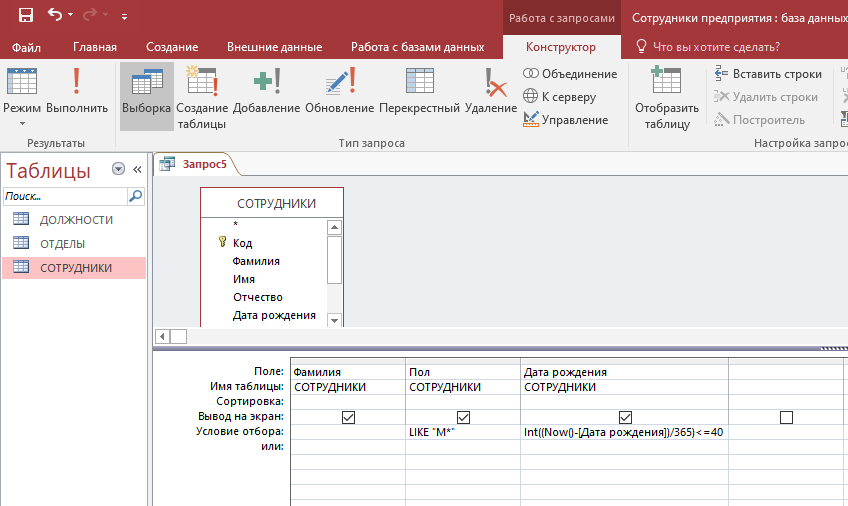 Работа с запросами
Сотрудники предприятия : база данных
Файл
Главная
Создание
Внешние данные
Работа с базами данных
Конструктор
Что вы хотите сделать?
Режим
Выполнить
Результаты
Выборка
Создание
таблицы
Добавление
Обновление
Перекрестный
Удаление
Объединение
К серверу
Управление
Тип запроса
Отобразить
таблицу
Вставить строки
Удалить строки
Построитель
Настройка запрос
Таблицы
Поиск...
ДОЛЖНОСТИ
ОТДЕЛЫ
СОТРУДНИКИ
Запрос5
СОТРУДНИКИ
*
Код
Фамилия
Имя
Отчество
Дата рождения
Поле: Фамилия Пол Дата рождения
Имя таблицы: СОТРУДНИКИ СОТРУДНИКИ СОТРУДНИКИ
Сортировка:
Вывод на экран:
Условие отбора: LIKE "М*" Int((Now()-[Дата рождения])/365)<=40
или: